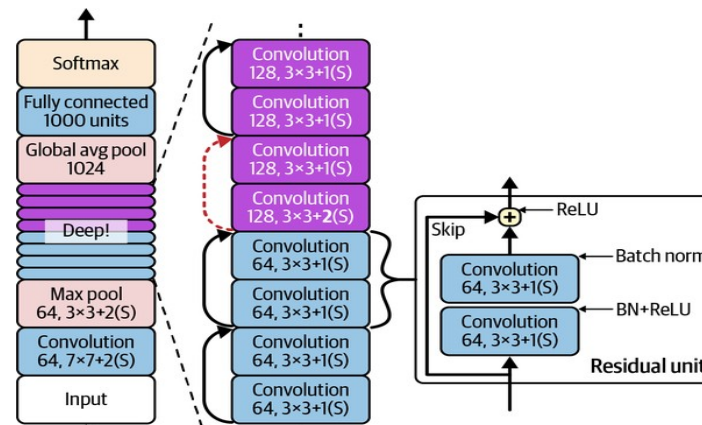 Softmax
Fully connected
1000 units
Global avg pool
1024
Deep!
Max pool
64, 3×3+2(S)
Convolution
64, 7×7+2(S)
Input
Convolution
128, 3×3+1(S)
Convolution
128, 3×3+1(S)
Convolution
128, 3×3+1(S)
Convolution
128, 3×3+2(S)
Convolution
64, 3×3+1(S)
Convolution
64, 3×3+1(S)
Convolution
64, 3×3+1(S)
Convolution
64, 3×3+1(S)
ReLU
Skip
+
Batch norm
Convolution
64, 3×3+1(S)
BN+ReLU
Convolution
64, 3×3+1(S)
Residual unit